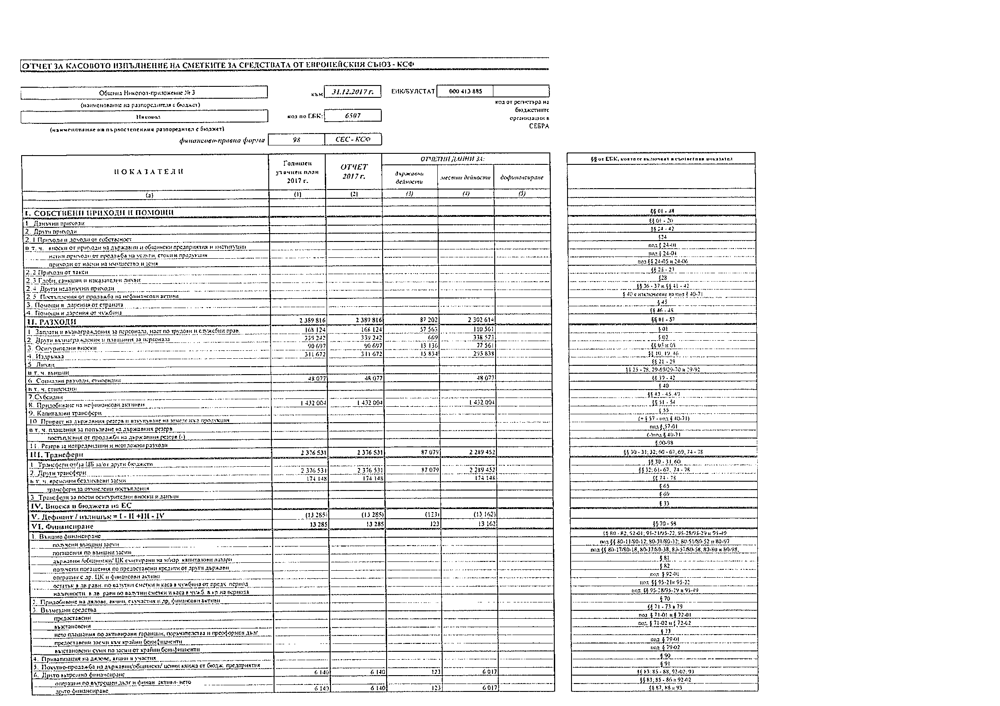 ОТЧЕТ ЗА КАСОВОТО ИЗПЪЛНЕНИЕ НА СМЕТКИТЕ ЗА СРЕДСТВАТА ОТ ЕВРОПЕЙСКИЯ СЪЮЗ - КСФ
Община Никопол-приложение № 3 към 31.12.2017 г. ЕИК/БУЛСТАТ 000 413 885
(наименование на разпоредителя с бюджет) код от регистъра на
бюджетните
Никопол код по ЕБК: 6507 организации в
(наименование на първостепенния разпоредител с бюджет) СЕБРА
финансово-правна форма 98 СЕС - КСФ
ПОКАЗАТЕЛИ Годишен уточнен план 2017 г. ОТЧЕТ 2017 г. ОТЧЕТНИ ДАННИ ЗА: §§ от ЕБК, които се включват в съответния показател
държавни дейности местни дейности дофинансиране
(а) (1) (2) (3) (4) (5)
I. СОБСТВЕНИ ПРИХОДИ И ПОМОЩИ §§ 01 - 48
1. Данъчни приходи §§ 01 - 20
2. Други приходи §§ 24 - 42
2.1 Приходи и доходи от собственост §24
в т. ч. вноски от приходи на държавни и общински предприятия и институции под § 24-01
нетни приходи от продажба на услуги, стоки и продукция под § 24-04
приходи от наеми на имущество и земя под §§ 24-05 и 24-06
2.2 Приходи от такси §§ 25 - 27
2.3 Глоби, санкции и наказателни лихви §28
2.4 Други неданъчни приходи §§ 36 - 37 и §§ 41 - 42
2.5 Постъпления от продажба на нефинансови активи § 40 с изключение на под § 40-71
3. Помощи и дарения от страната § 45
4. Помощи и дарения от чужбина §§ 46 - 48
II. РАЗХОДИ 2 389 816 2 389 816 87 202 2 302 614 §§ 01 - 57
1. Заплати и възнаграждения за персонала, нает по трудови и служебни прав. 168 124 168 124 57 563 110 561 § 01
2. Други възнаграждения и плащания за персонала 339 242 339 242 669 338 573 § 02
3. Осигурителни вноски 90 697 90 697 13 136 77 561 §§ 05 и 08
4. Издръжка 311 672 311 672 15 834 295 838 §§ 10, 19, 46
5. Лихви §§ 21 - 29
в т. ч. външни §§ 25 - 28, 29-69/29-70 и 29-92
6. Социални разходи, стипендии 48 077 48 077 48 077 §§ 39 - 42
в т. ч. стипендии § 40
7.Субсидии §§ 43 - 45, 49
8. Придобиване на нефинансови активи 1 432 004 1 432 004 1 432 004 §§ 51 - 54
9. Капиталови трансфери § 55
10. Прираст на държавния резерв и изкупуване на земеделска продукция (+ § 57 - под § 40-71)
в т. ч. плащания за попълване на държавния резерв под § 57-01
постъпления от продажби на държавния резерв (-) (-)под § 40-71
11. Резерв за непредвидини и неотложни разходи § 00-98
III. Трансфери 2 376 531 2 376 531 87 079 2 289 452 §§ 30 - 31; 32; 60 - 67, 69, 74 - 78
1. Трансфери от/за ЦБ за/от други бюджети §§ 30 - 31, 60
2. Други трансфери 2 376 531 2 376 531 87 079 2 289 452 §§ 32; 61- 67, 74 - 78
в т. ч. временни безлихвени заеми 174 148 174 148 174 148 §§ 74 - 78
трансфери за отчислени постъпления § 65
3. Трансфери за поети осигурителни вноски и данъци § 69
IV. Вноска в бюджета на ЕС § 33
V. Дефицит / излишък = I - II +III - IV (13 285) (13 285) (123) (13 162)
VI. Финансиране 13 285 13 285 123 13 162 §§ 70 - 98
1. Външно финансиране §§ 80 - 82, 92-01; 95-21/95-22, 95-28/95-29 и 95-49
получени външни заеми под §§ 80-11/80-12; 80-31/80-32; 80-51/80-52 и 80-97
погашения по външни заеми под §§ 80-17/80-18, 80-37/80-38, 80-57/80-58, 80-80 и 80-98,
държавни /общински/ ЦК емитирани на м/нар. капиталови пазари § 81
получени погашения по предоставени кредити от други държави § 82
операции с др. ЦК и финансови активи под § 92-01
остатък в лв равн. по валутни сметки и каса в чужбина от предх. период под §§ 95-21и 95-22
наличности в лв. равн по валутни сметки и каса в чужб. в кр на периода под. §§ 95-28/95-29 и 95-49
2. Придобиване на дялове, акции, съучастия и др. финансови активи § 70
3. Възмездни средства §§ 71 - 73 и 79
предоставени под § 71-01 и § 72-01
възстановени под. § 71-02 и § 72-02
нето плащания по активирани гаранции, поръчителства и преоформен дълг § 73
предоставени заеми към крайни бенифициенти под § 79-01
възстановени суми по заеми от крайни бенифициенти под § 79-02
4. Приватизация на дялове, акции и участия § 90
5. Покупко-продажба на държавни/общински/ ценни книжа от бюдж. предприятия § 91
6. Друго вътрешно финансиране 6 140 6 140 123 6 017 §§ 83; 85 - 88, 92-02; 93
операции по вътрешен дълг и финан. активи- нето §§ 83; 85 - 86 и 92-02
друго финансиране 6 140 6 140 123 6 017 §§ 87, 88 и 93